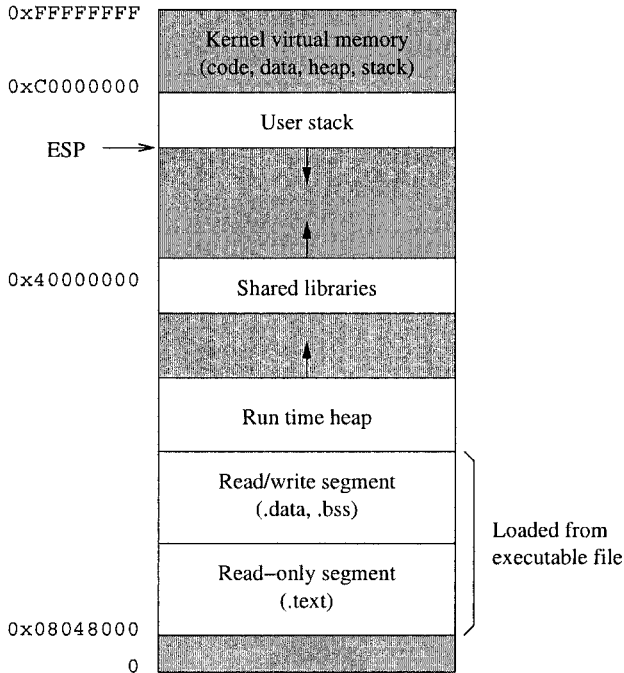 0xFFFFFFFF
Kernel virtual memory
(code, data, heap, stack)
0xC0000000
User stack
ESP
0x40000000
Shared libraries
Run time heap
Read/write segment
(.data, .bss)
Loaded from
executable file
Read-only segment
(.text)
0x08048000
0